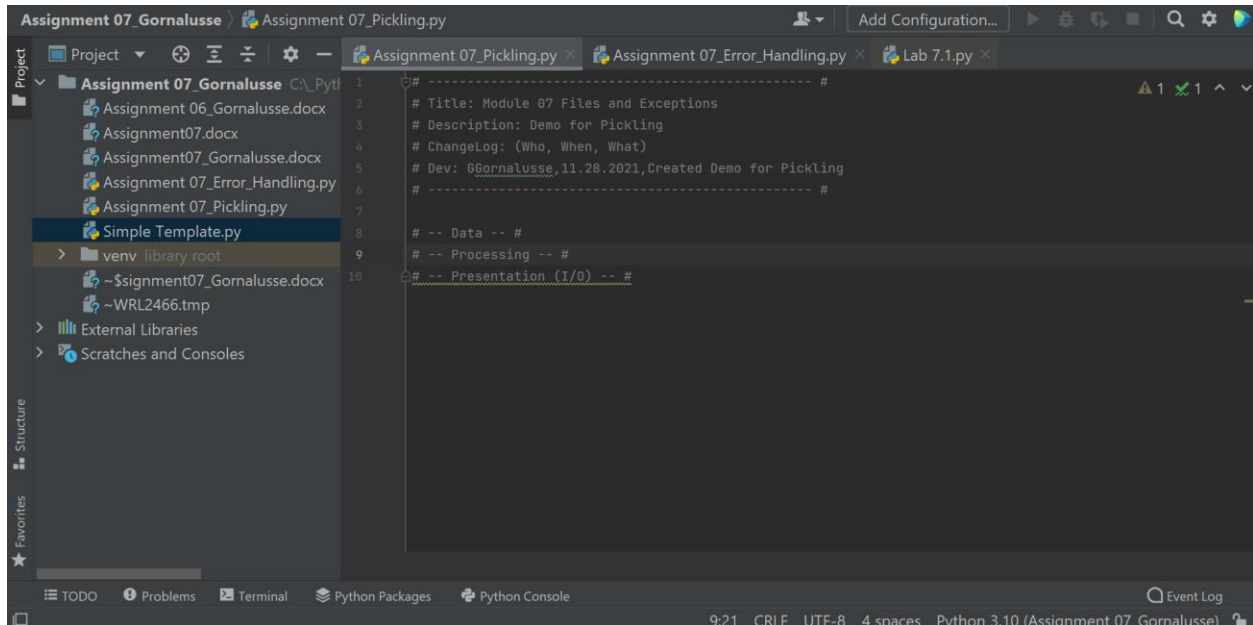 Assignment 07_Gornalusse > Assignment 07_Pickling.py Add Configuration...
Project Assignment 07_Pickling.py Assignment 07_Error_Handling.py Lab 7.1.py
Project
Assignment 07_Gornalusse C:\_Pyth
Assignment 06_Gornalusse.docx
Assignment07.docx
Assignment07_Gornalusse.docx
Assignment 07_Error_Handling.py
Assignment 07_Pickling.py
Simple Template.py
venv library root
~$signment07_Gornalusse.docx
~WRL2466.tmp
External Libraries
Scratches and Consoles
1 # ------------------------------------------------- #
2 # Title: Module 07 Files and Exceptions
3 # Description: Demo for Pickling
4 # ChangeLog: (Who, When, What)
5 # Dev: GGornalusse,11.28.2021,Created Demo for Pickling
6 # ------------------------------------------------- #
7
8 # -- Data -- #
9 # -- Processing -- #
10 # -- Presentation (I/O) -- #
1 1
Structure
Favorites
TODO Problems Terminal Python Packages Python Console Event Log
9:21 CRLF UTF-8 4 spaces Python 3.10 (Assignment 07_Gornalusse)